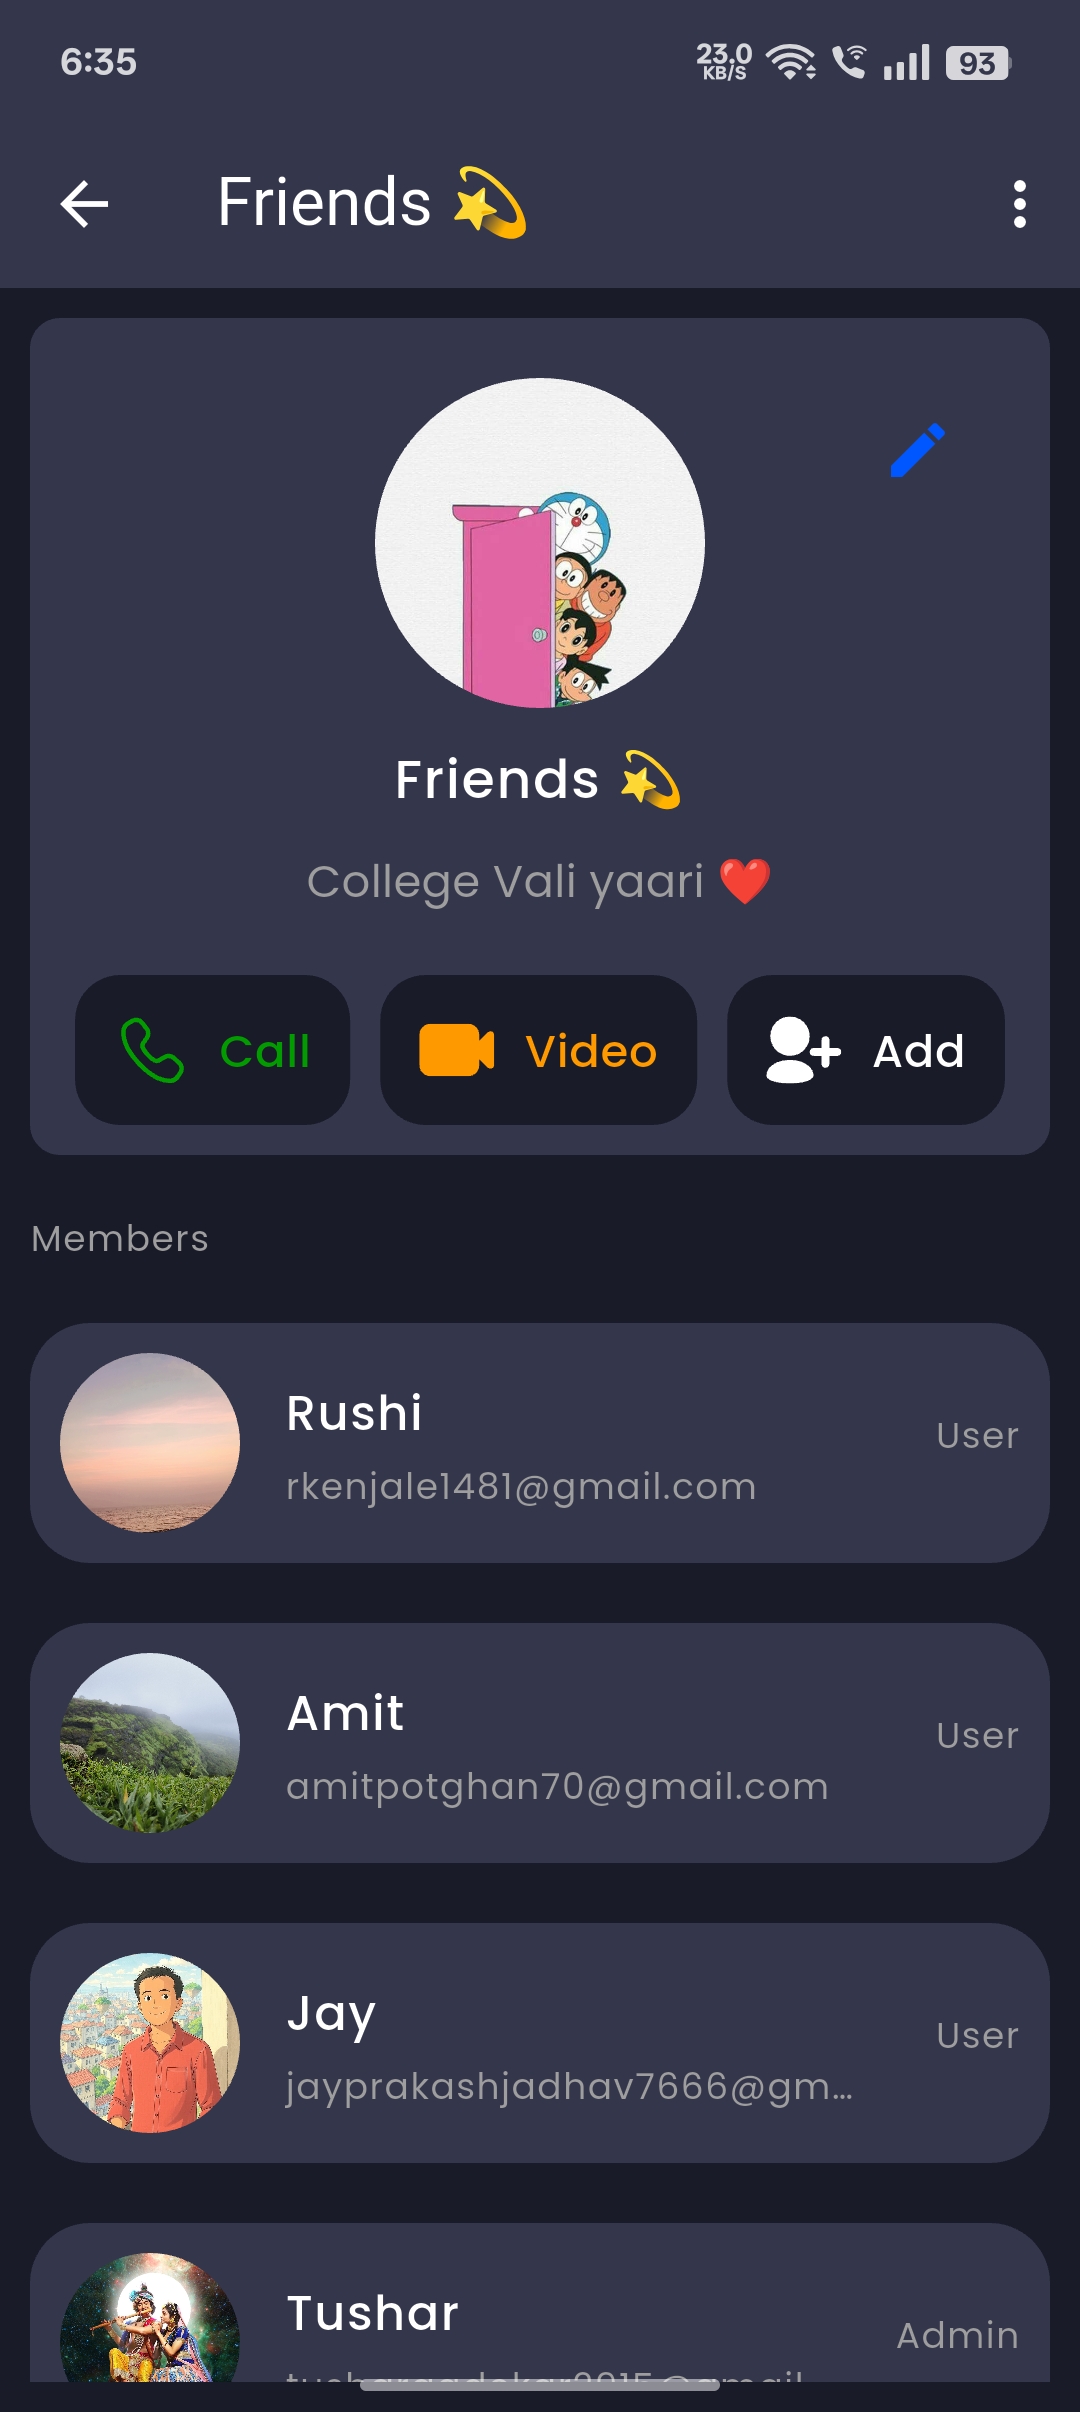 6:35
23.0
KB/S
93
Friends 💫
Friends 💫
College Vali yaari ❤️
Call
Video
Add
Members
Rushi
User
rkenjale1481@gmail.com
Amit
User
amitpotghan70@gmail.com
Jay
User
jayprakashjadhav7666@gm...
Tushar
Admin